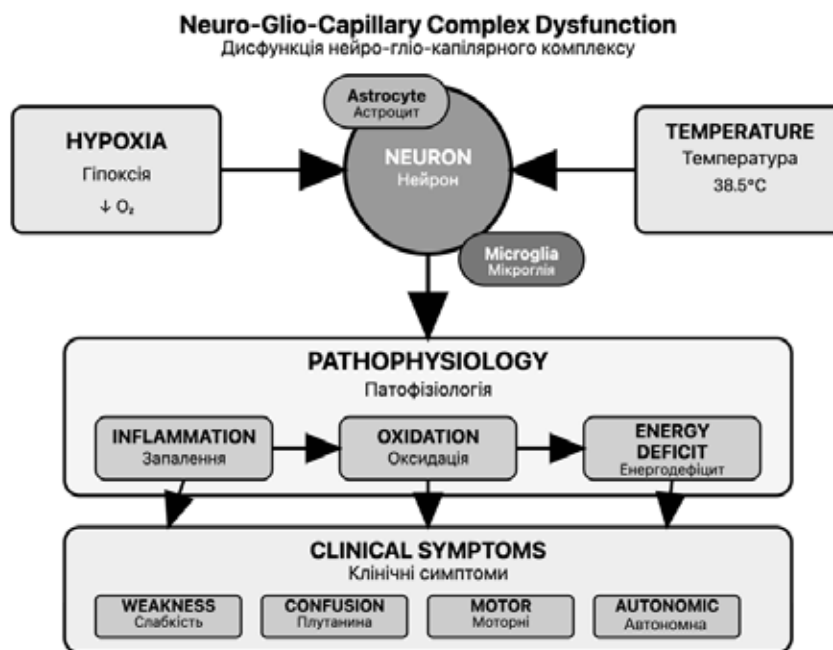 Neuro-Glio-Capillary Complex Dysfunction
Дисфункція нейро-гліо-капілярного комплексу
Astrocyte
Астроцит
HYPOXIA
Гіпоксія
↓ O₂
NEURON
Нейрон
TEMPERATURE
Температура
38.5°C
Microglia
Мікроглія
PATHOPHYSIOLOGY
Патофізіологія
INFLAMMATION
Запалення
OXIDATION
Оксидація
ENERGY
DEFICIT
Енергодефіцит
CLINICAL SYMPTOMS
Клінічні симптоми
WEAKNESS
Слабкість
CONFUSION
Плутанина
MOTOR
Моторні
AUTONOMIC
Автономна